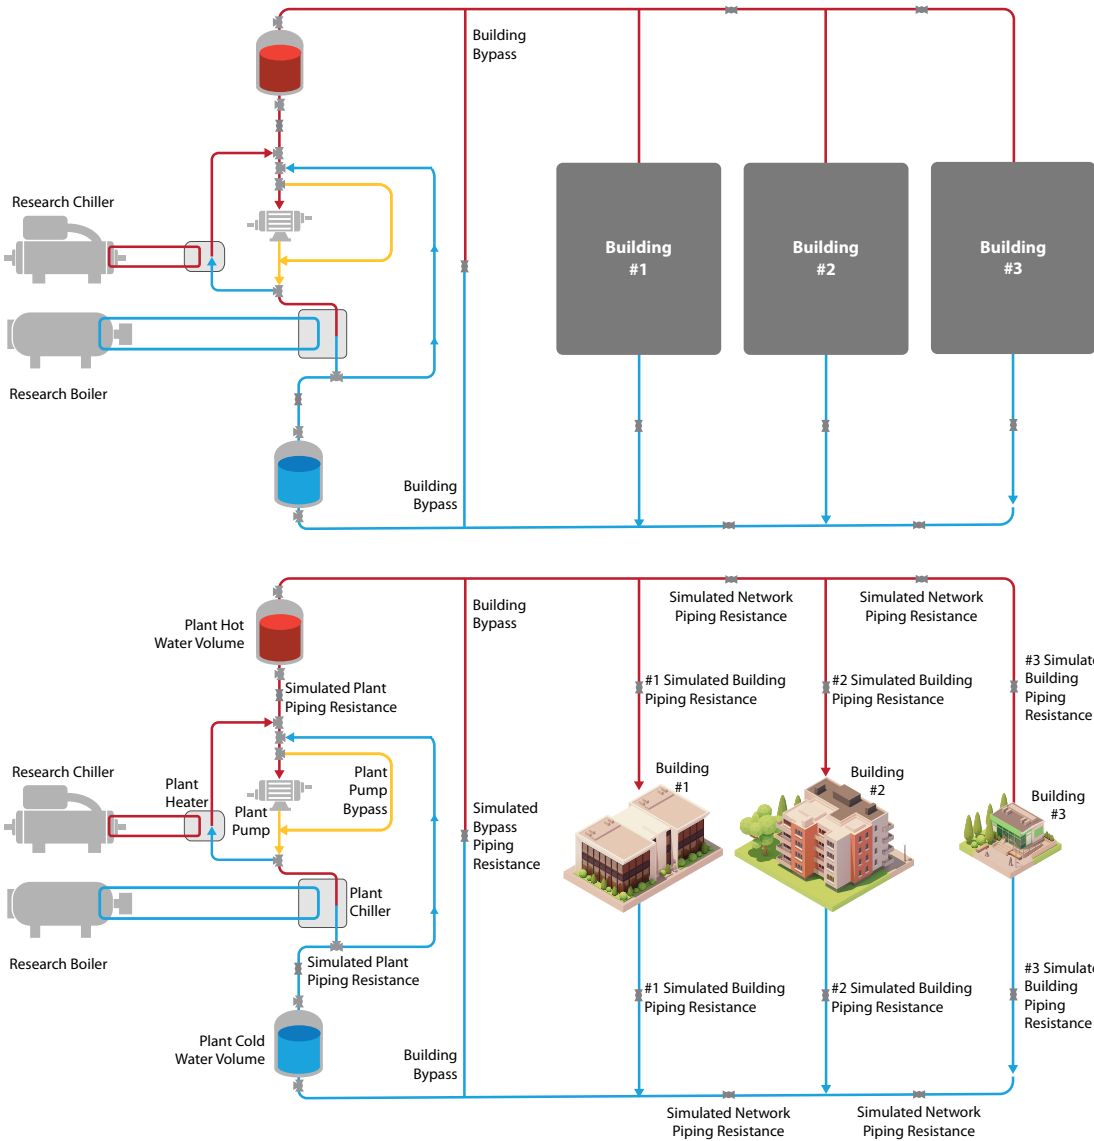 Building
Bypass
Research Chiller
Building
#1
Building
#2
Building
#3
Research Boiler
Building
Bypass
Building
Bypass
Simulated Network
Piping Resistance
Simulated Network
Piping Resistance
Plant Hot
Water Volume
#3 Simulate
Building
Piping
Resistance
Simulated Plant
Piping Resistance
#1 Simulated Building
Piping Resistance
#2 Simulated Building
Piping Resistance
Research Chiller
Plant
Heater
Plant
Pump
Plant
Pump
Bypass
Simulated
Bypass
Piping
Resistance
Building
#1
Building
#2
Building
#3
Plant
Chiller
Research Boiler
Simulated Plant
Piping Resistance
#1 Simulated Building
Piping Resistance
#2 Simulated Building
Piping Resistance
#3 Simulate
Building
Piping
Resistance
Plant Cold
Water Volume
Building
Bypass
Simulated Network
Piping Resistance
Simulated Network
Piping Resistance